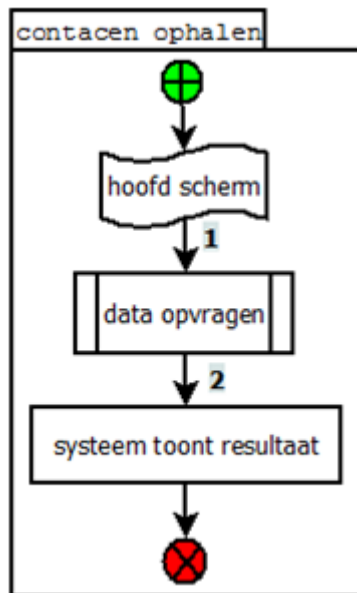 contacen ophalen
hoofd scherm
1
data opvragen
2
systeem toont resultaat